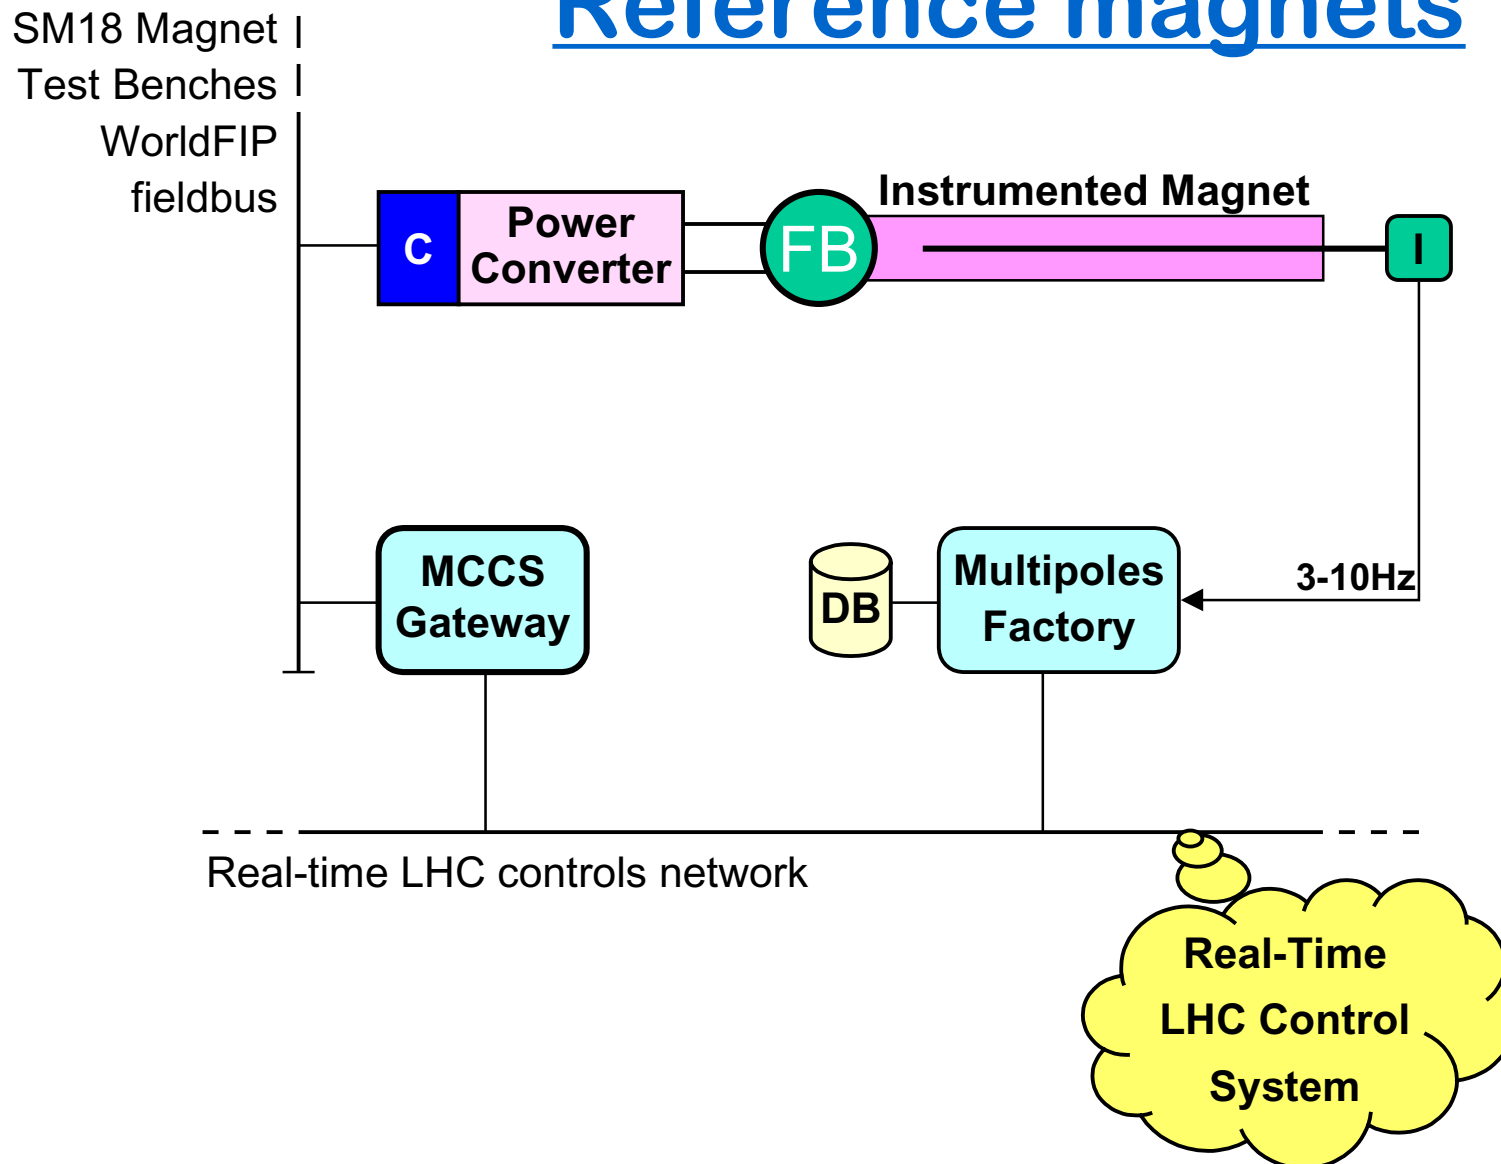 Reference magnets
SM18 Magnet
Test Benches
WorldFIP
fieldbus
C
Power
Converter
FB
Instrumented Magnet
I
MCCS
Gateway
DB
Multipoles
Factory
3-10Hz
Real-time LHC controls network
Real-Time
LHC Control
System